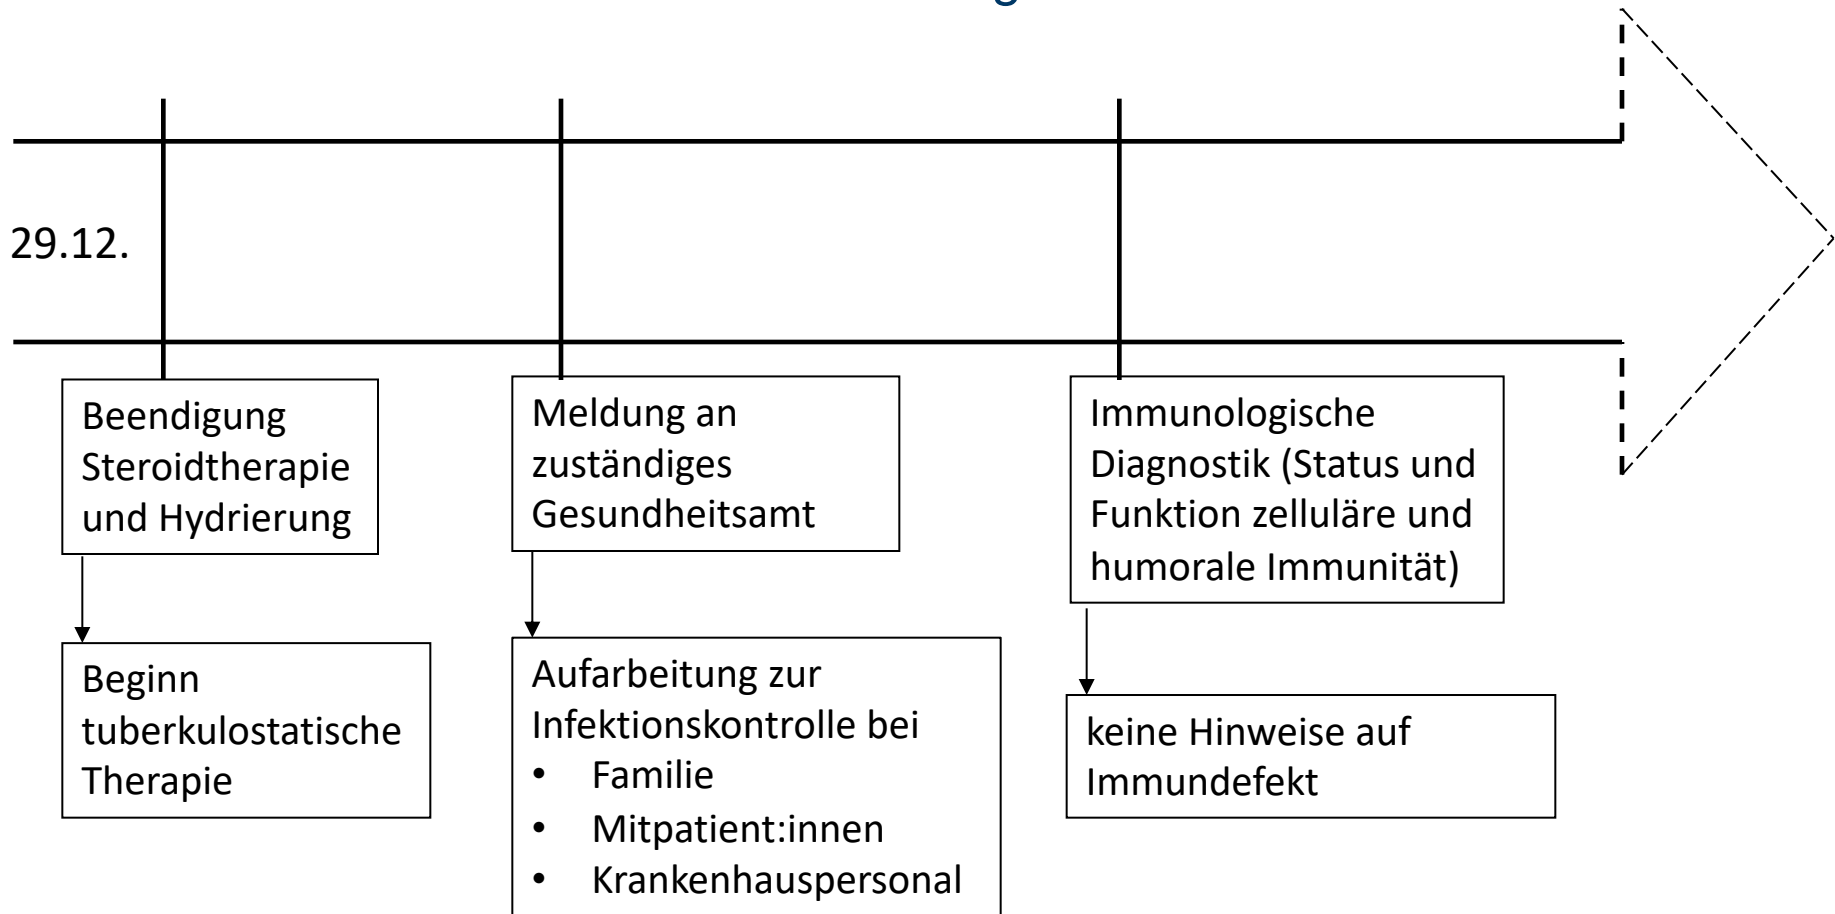 29.12.
Beendigung
Steroidtherapie
und Hydrierung
Beginn
tuberkulostatische
Therapie
Meldung an
zuständiges
Gesundheitsamt
Aufarbeitung zur
Infektionskontrolle bei
• Familie
• Mitpatient:innen
• Krankenhauspersonal
Immunologische
Diagnostik (Status und
Funktion zelluläre und
humorale Immunität)
keine Hinweise auf
Immundefekt